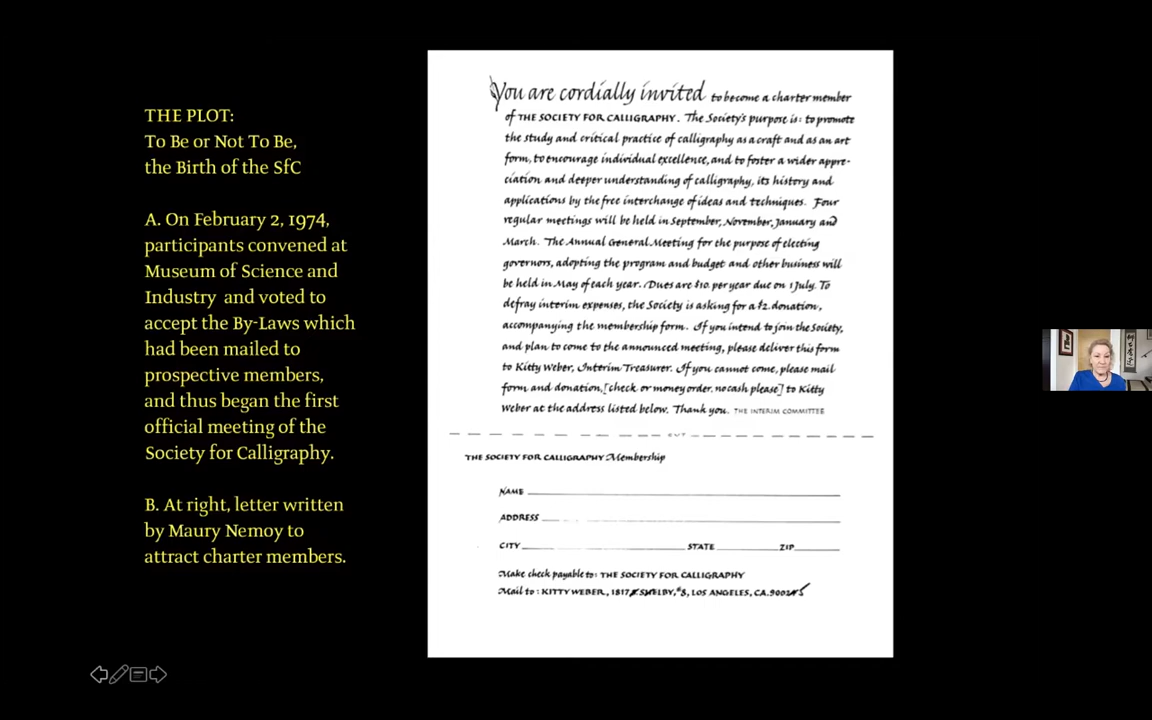 THE PLOT:
To Be or Not To Be,
the Birth of the SfC
A. On February 2, 1974,
participants convened at
Museum of Science and
Industry and voted to
accept the By-Laws which
had been mailed to
prospective members,
and thus began the first
official meeting of the
Society for Calligraphy.
B. At right, letter written
by Maury Nemoy to
attract charter members.
You are cordially invited to become a charter member
of THE SOCIETY FOR CALLIGRAPHY. The Society's purpose is: to promote
the study and critical practice of calligraphy as a craft and as an art
form, to encourage individual excellence, and to foster a wider appre-
ciation and deeper understanding of calligraphy, its history and
applications by the free interchange of ideas and techniques. Four
regular meetings will be held in September, November, January and
March. The Annual General Meeting for the purpose of electing
governors, adopting the program and budget and other business will
be held in May of each year. Dues are $10. per year due on 1 July. To
defray interim expenses, the Society is asking for a $2. donation,
accompanying the membership form. If you intend to join the Society,
and plan to come to the announced meeting, please deliver this form
to Kitty Weber, Interim Treasurer. If you cannot come, please mail
form and donation, [check or money order, no cash please] to Kitty
Weber at the address listed below. Thank you. THE INTERIM COMMITTEE
CUT
THE SOCIETY FOR CALLIGRAPHY Membership
NAME
ADDRESS
CITY STATE ZIP
Make check payable to: THE SOCIETY FOR CALLIGRAPHY
Mail to: KITTY WEBER, 1817 SHELBY, #8, LOS ANGELES, CA.